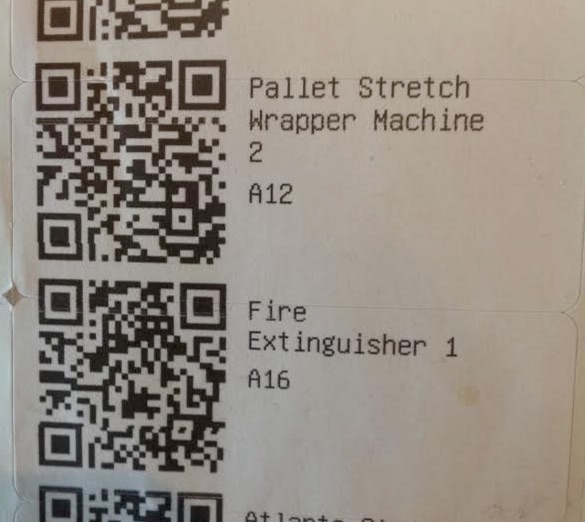 Pallet Stretch
Wrapper Machine
2
A12
Fire
Extinguisher 1
A16